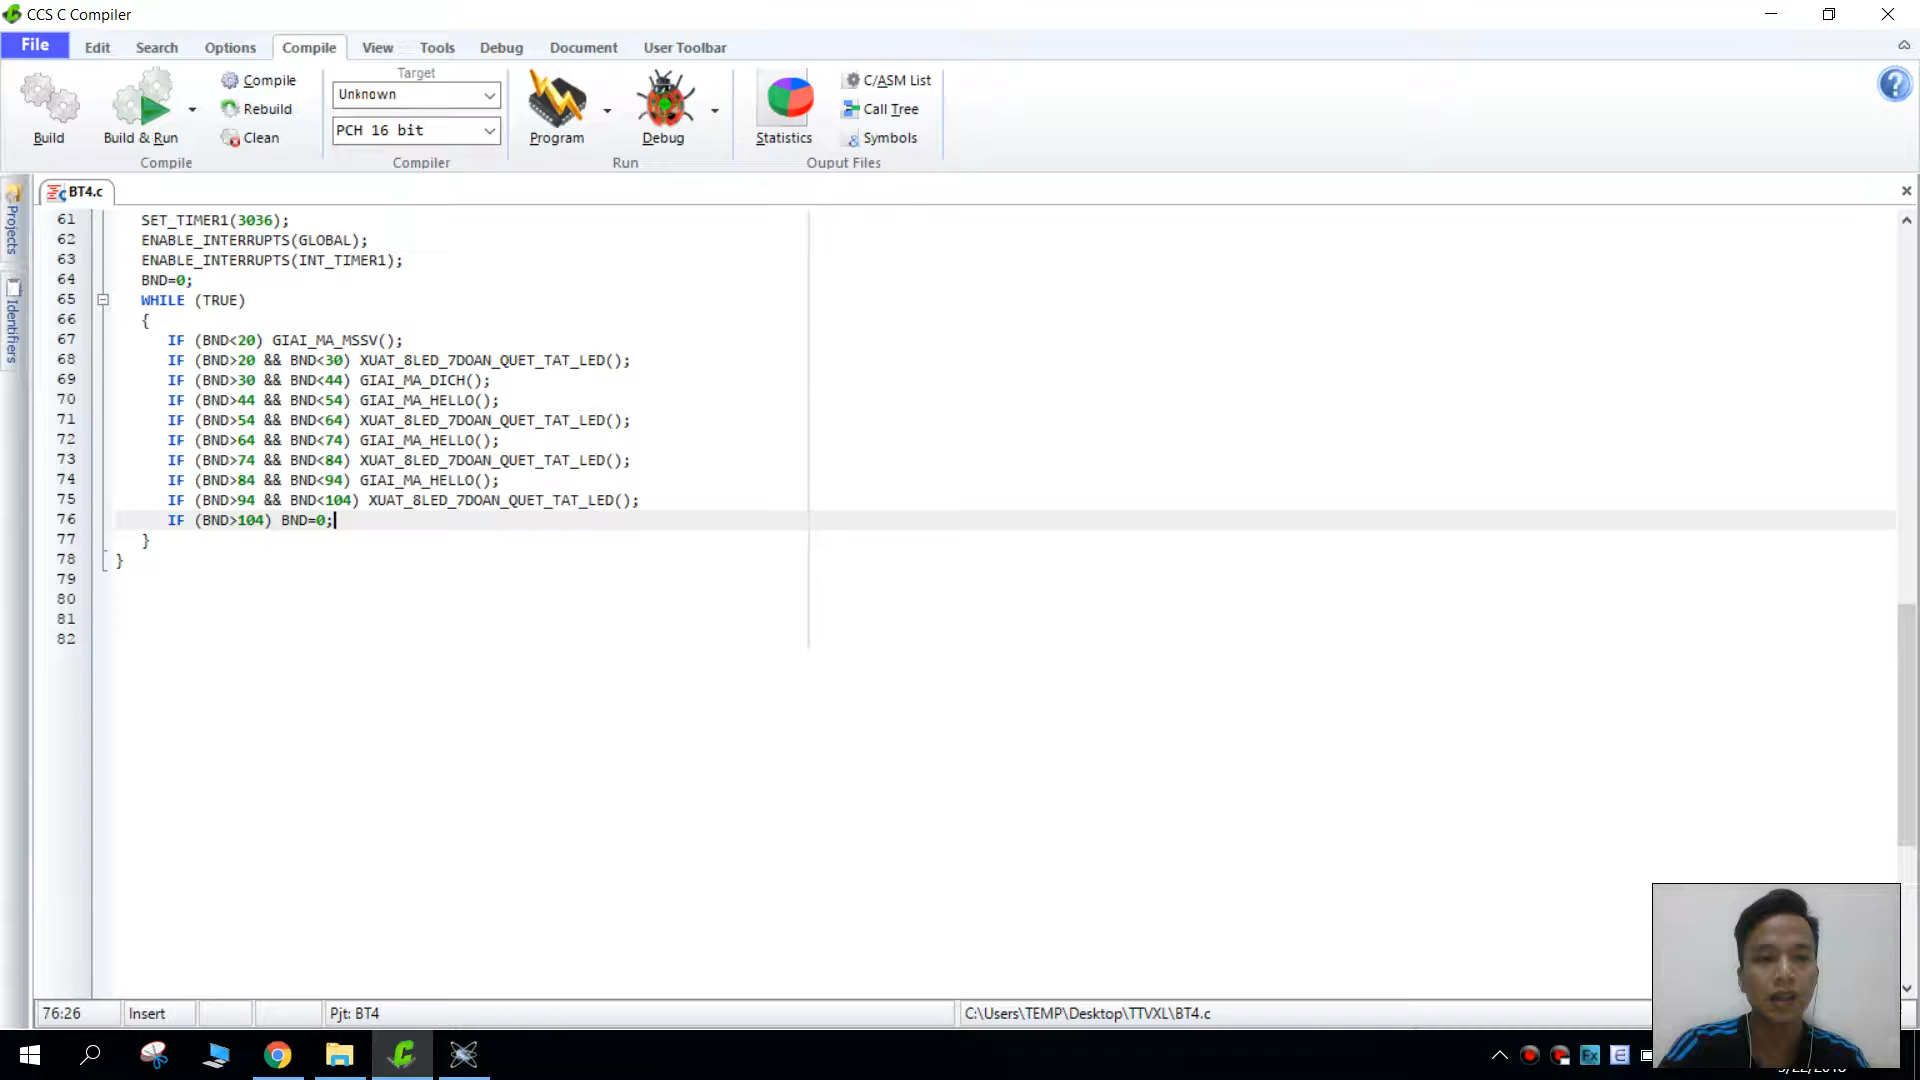 CCS C Compiler
File Edit Search Options Compile View Tools Debug Document User Toolbar
Build
Build & Run
Compile
Rebuild
Clean
Compile
Target
Unknown
PCH 16 bit
Compiler
Program
Debug
Run
Statistics
C/ASM List
Call Tree
Symbols
Ouput Files
Projects
Identifiers
BT4.c
61 SET_TIMER1(3036);
62 ENABLE_INTERRUPTS(GLOBAL);
63 ENABLE_INTERRUPTS(INT_TIMER1);
64 BND=0;
65 WHILE (TRUE)
66 {
67 IF (BND<20) GIAI_MA_MSSV();
68 IF (BND>20 && BND<30) XUAT_8LED_7DOAN_QUET_TAT_LED();
69 IF (BND>30 && BND<44) GIAI_MA_DICH();
70 IF (BND>44 && BND<54) GIAI_MA_HELLO();
71 IF (BND>54 && BND<64) XUAT_8LED_7DOAN_QUET_TAT_LED();
72 IF (BND>64 && BND<74) GIAI_MA_HELLO();
73 IF (BND>74 && BND<84) XUAT_8LED_7DOAN_QUET_TAT_LED();
74 IF (BND>84 && BND<94) GIAI_MA_HELLO();
75 IF (BND>94 && BND<104) XUAT_8LED_7DOAN_QUET_TAT_LED();
76 IF (BND>104) BND=0;
77 }
78 }
79
80
81
82
76:26 Insert Pjt: BT4 C:\Users\TEMP\Desktop\TTVXL\BT4.c
Fx
E